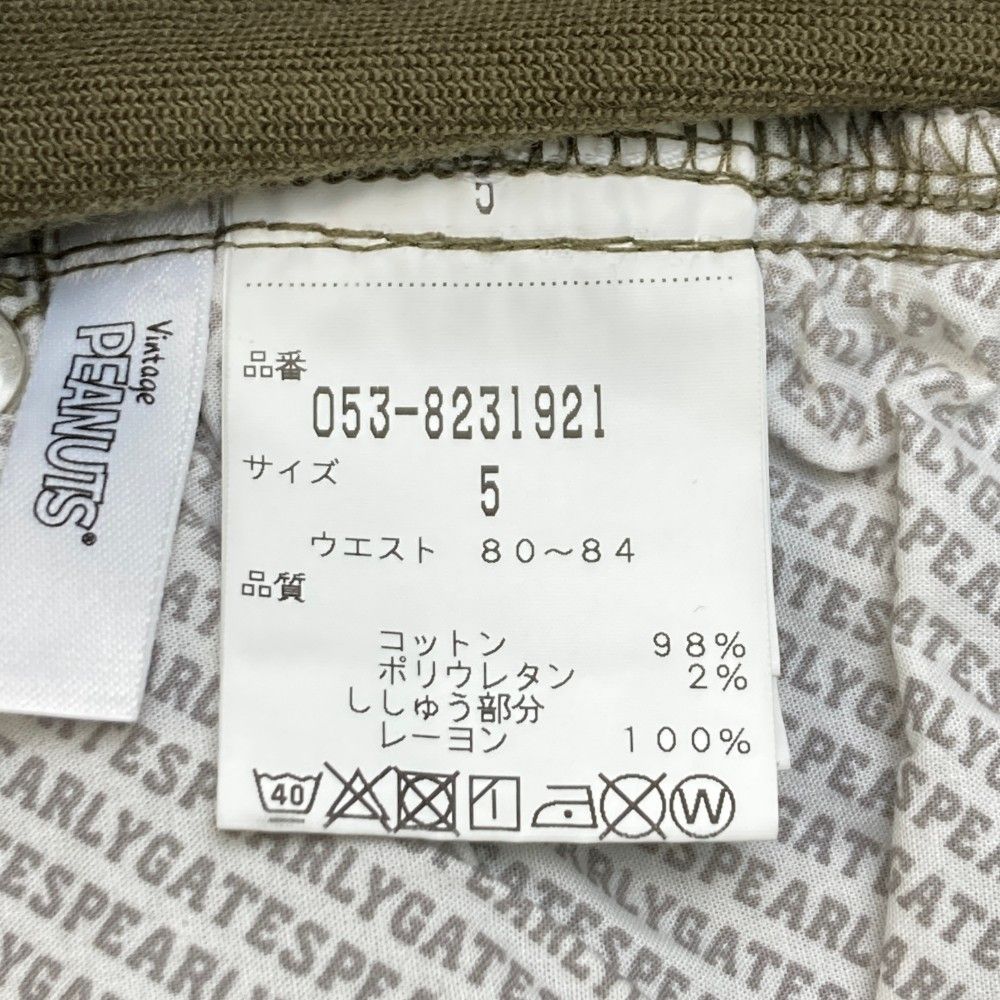 5
品番
053-8231921
サイズ
5
ウエスト 80～84
品質
コットン 98%
ポリウレタン 2%
ししゅう部分
レーヨン 100%
40
W
Vintage
PEANUTS®
PEARLYGATES